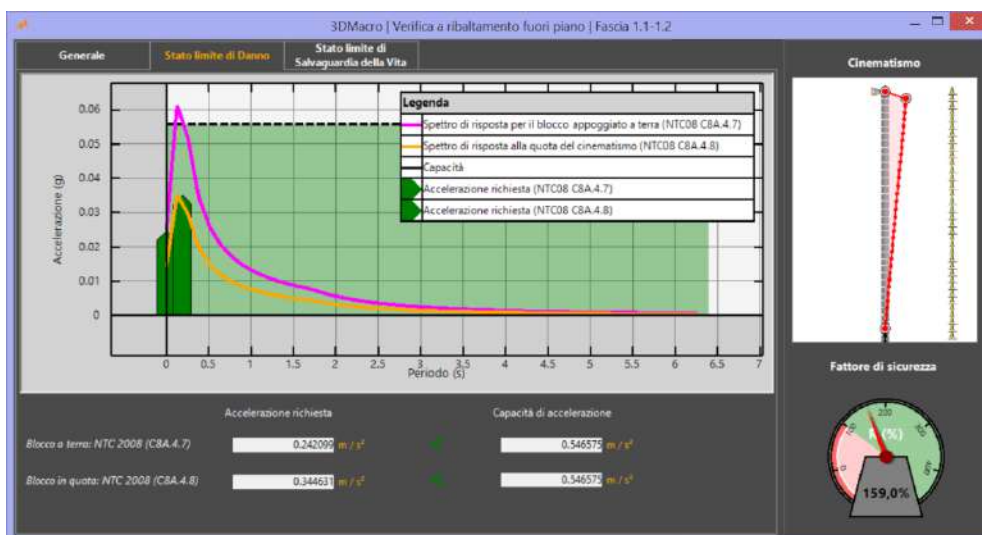 3DMacro | Verifica a ribaltamento fuori piano | Fascia 1.1-1.2
Generale
Stato limite di Danno
Stato limite di
Salvaguardia della Vita
Cinematismo
Legenda
Spettro di risposta per il blocco appoggiato a terra (NTC08 C8A.4.7)
Spettro di risposta alla quota del cinematismo (NTC08 C8A.4.8)
Capacità
Accelerazione richiesta (NTC08 C8A.4.7)
Accelerazione richiesta (NTC08 C8A.4.8)
Accelerazione (g)
0.06
0.05
0.04
0.03
0.02
0.01
0
0 0.5 1 1.5 2 2.5 3 3.5 4 4.5 5 5.5 6 6.5 7
Periodo (s)
Fattore di sicurezza
Accelerazione richiesta Capacità di accelerazione
Blocco a terra: NTC 2008 (C8A.4.7) 0.242099 m / s² 0.546575 m / s²
Blocco in quota: NTC 2008 (C8A.4.8) 0.344631 m / s² 0.546575 m / s²
0 100 200 300 400
(%)
159,0%